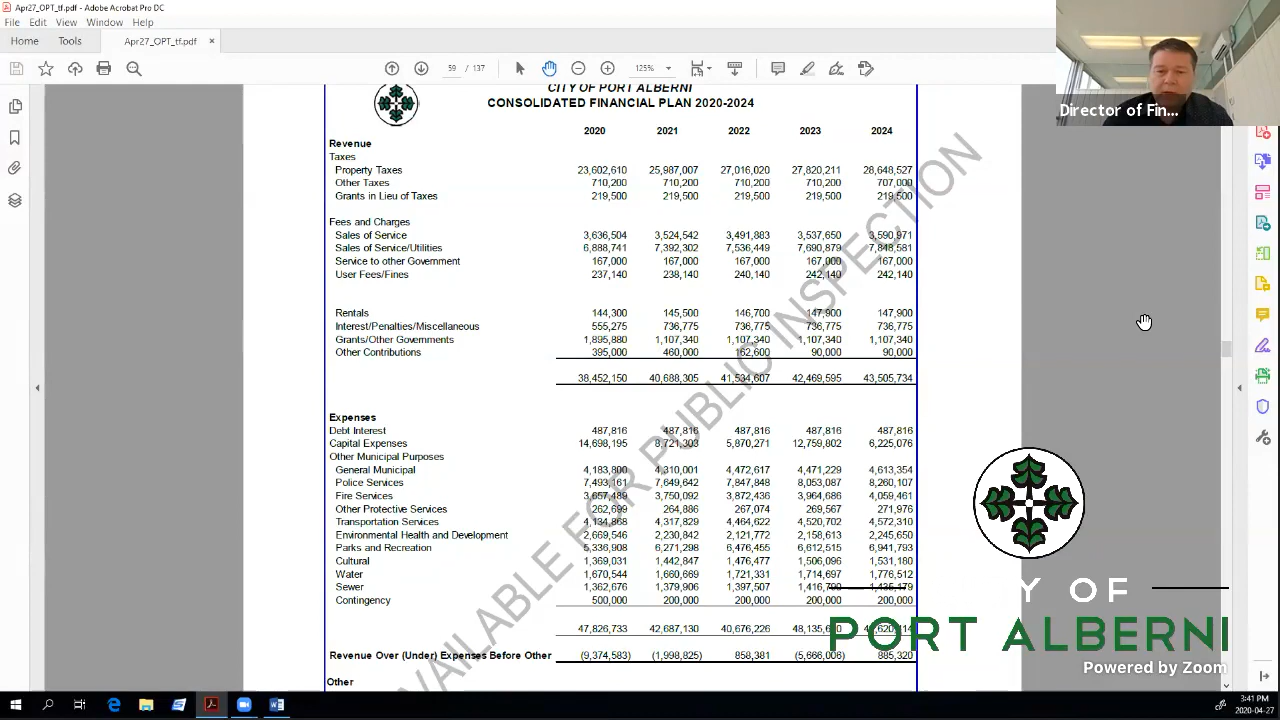 Apr27_OPT_tf.pdf - Adobe Acrobat Pro DC
File Edit View Window Help
Home Tools Apr27_OPT_tf.pdf ×
59 / 137 125%
Director of Fin...
CITY OF PORT ALBERNI
CONSOLIDATED FINANCIAL PLAN 2020-2024
2020 2021 2022 2023 2024
Revenue
Taxes
Property Taxes 23,602,610 25,987,007 27,016,020 27,820,211 28,648,527
Other Taxes 710,200 710,200 710,200 710,200 707,000
Grants in Lieu of Taxes 219,500 219,500 219,500 219,500 219,500
Fees and Charges
Sales of Service 3,636,504 3,524,542 3,491,883 3,537,650 3,590,971
Sales of Service/Utilities 6,888,741 7,392,302 7,536,449 7,690,879 7,848,581
Service to other Government 167,000 167,000 167,000 167,000 167,000
User Fees/Fines 237,140 238,140 240,140 242,140 242,140
Rentals 144,300 145,500 146,700 147,900 147,900
Interest/Penalties/Miscellaneous 555,275 736,775 736,775 736,775 736,775
Grants/Other Governments 1,895,880 1,107,340 1,107,340 1,107,340 1,107,340
Other Contributions 395,000 460,000 162,600 90,000 90,000
38,452,150 40,688,305 41,534,607 42,469,595 43,505,734
Expenses
Debt Interest 487,816 487,816 487,816 487,816 487,816
Capital Expenses 14,698,195 8,721,303 5,870,271 12,759,802 6,225,076
Other Municipal Purposes
General Municipal 4,183,800 4,310,001 4,472,617 4,471,229 4,613,354
Police Services 7,493,161 7,649,642 7,847,848 8,053,087 8,260,107
Fire Services 3,657,489 3,750,092 3,872,436 3,964,686 4,059,461
Other Protective Services 262,699 264,886 267,074 269,567 271,976
Transportation Services 4,134,868 4,317,829 4,464,622 4,520,702 4,572,310
Environmental Health and Development 2,669,546 2,230,842 2,121,772 2,158,613 2,245,650
Parks and Recreation 5,336,908 6,271,298 6,476,455 6,612,515 6,941,793
Cultural 1,369,031 1,442,847 1,476,477 1,506,096 1,531,180
Water 1,670,544 1,660,669 1,721,331 1,714,697 1,776,512
Sewer 1,362,676 1,379,906 1,397,507
Contingency 500,000 200,000 200,000 200,000 200,000
47,826,733 42,687,130 40,676,226
Revenue Over (Under) Expenses Before Other (9,374,583) (1,998,825) 858,381 (5,666,006) 885,320
Other
AVAILABLE FOR PUBLIC INSPECTION
Y OF
PORT ALBERNI
Powered by Zoom
3:41 PM
2020-04-27